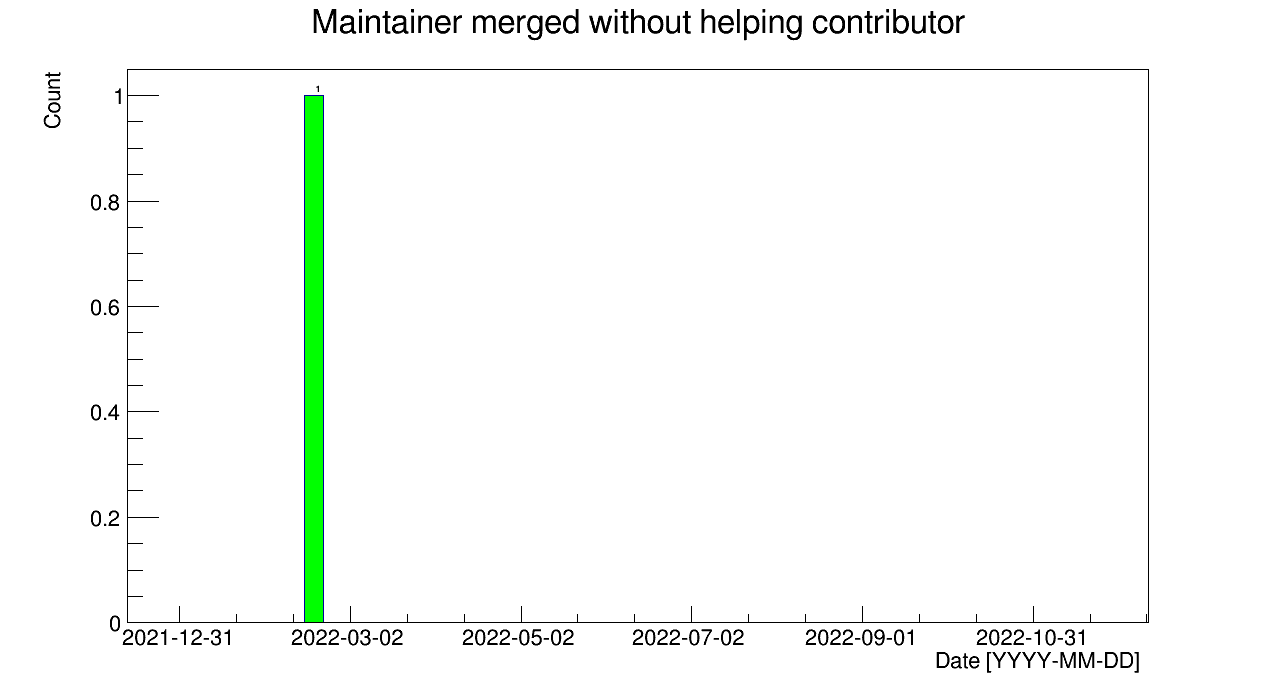 Maintainer merged without helping contributor
Count
1
1
0.8
0.6
0.4
0.2
0
2021-12-31 2022-03-02 2022-05-02 2022-07-02 2022-09-01 2022-10-31
Date [YYYY-MM-DD]